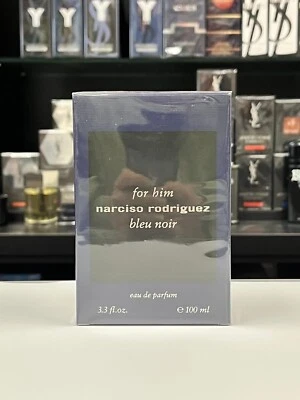 for him
narciso rodriguez
bleu noir
eau de parfum
3.3 fl.oz. ℮ 100 ml